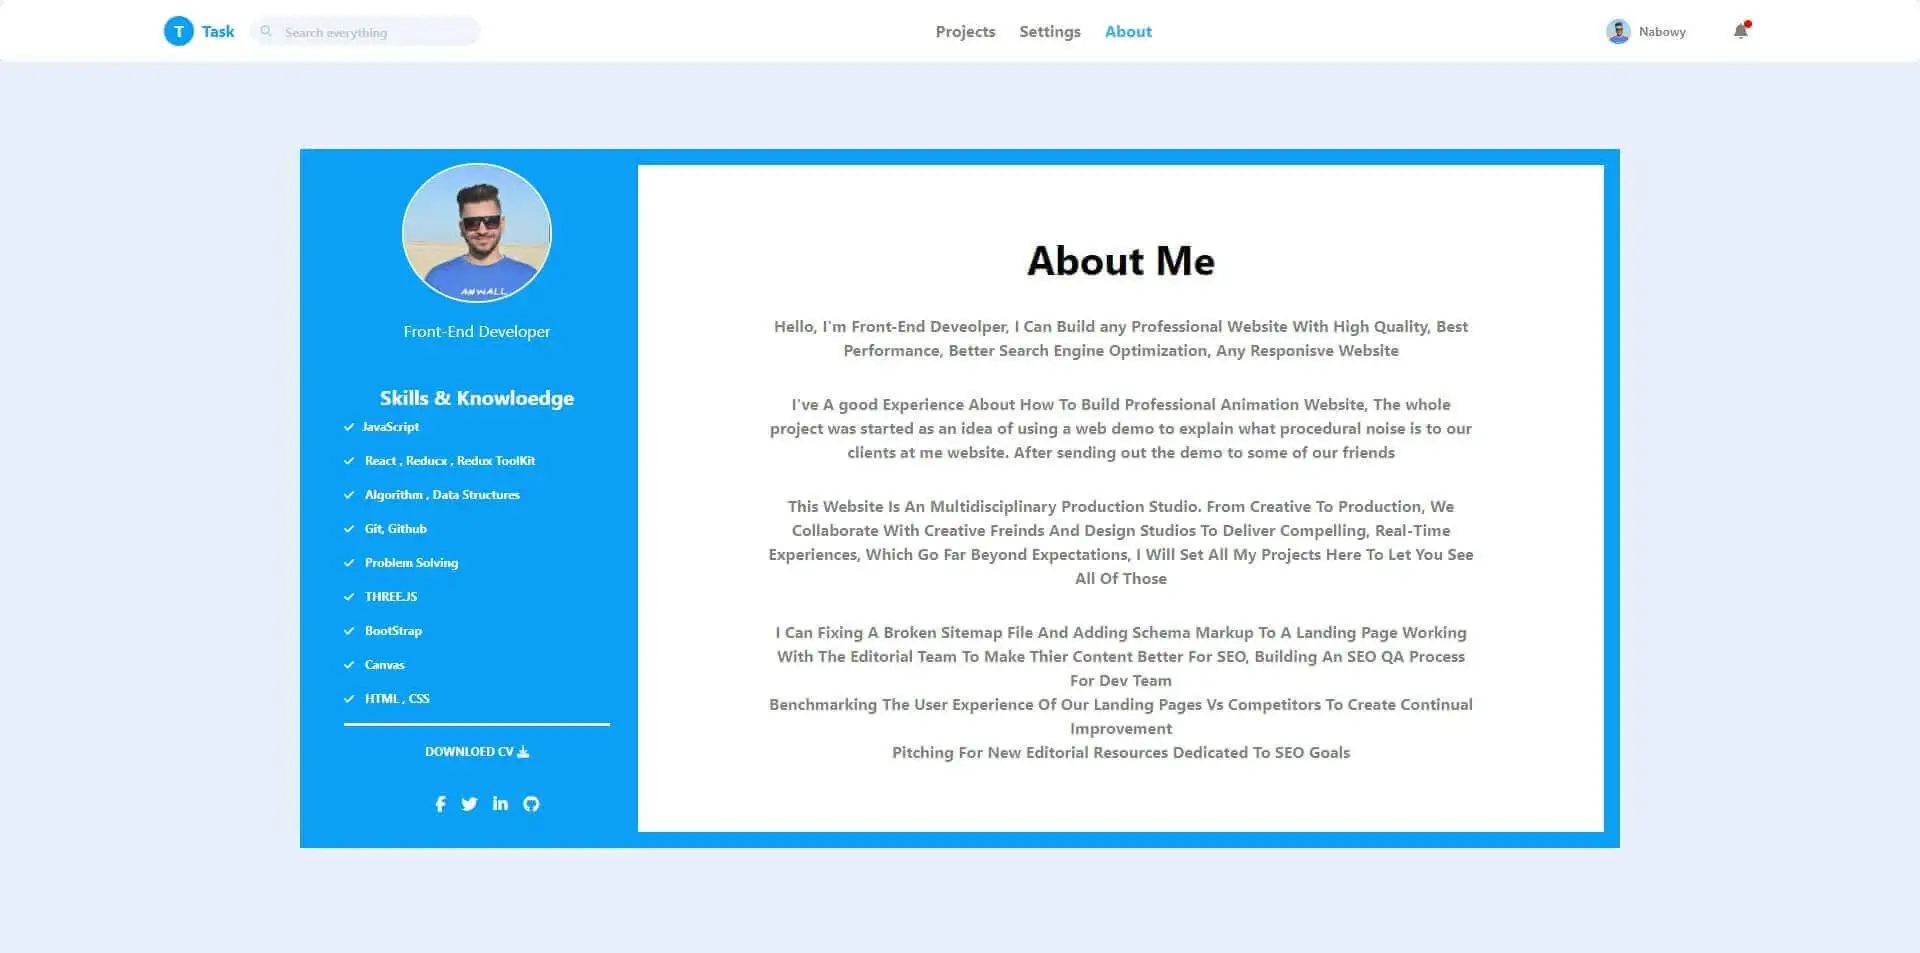 T Task Search everything Projects Settings About Nabowy
ANWALL
Front-End Developer
Skills & Knowloedge
JavaScript
React , Reducx , Redux ToolKit
Algorithm , Data Structures
Git, Github
Problem Solving
THREE.JS
BootStrap
Canvas
HTML , CSS
DOWNLOED CV
About Me
Hello, I'm Front-End Deveolper, I Can Build any Professional Website With High Quality, Best
Performance, Better Search Engine Optimization, Any Responisve Website
I've A good Experience About How To Build Professional Animation Website, The whole
project was started as an idea of using a web demo to explain what procedural noise is to our
clients at me website. After sending out the demo to some of our friends
This Website Is An Multidisciplinary Production Studio. From Creative To Production, We
Collaborate With Creative Freinds And Design Studios To Deliver Compelling, Real-Time
Experiences, Which Go Far Beyond Expectations, I Will Set All My Projects Here To Let You See
All Of Those
I Can Fixing A Broken Sitemap File And Adding Schema Markup To A Landing Page Working
With The Editorial Team To Make Thier Content Better For SEO, Building An SEO QA Process
For Dev Team
Benchmarking The User Experience Of Our Landing Pages Vs Competitors To Create Continual
Improvement
Pitching For New Editorial Resources Dedicated To SEO Goals